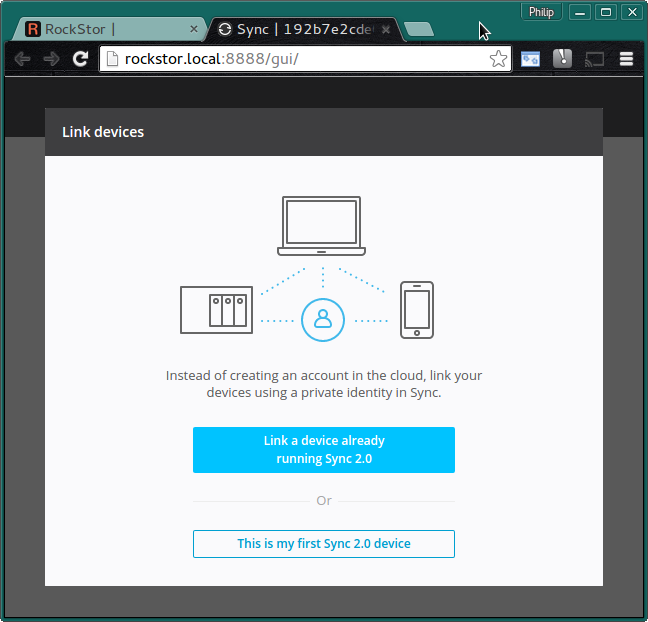 Philip
RockStor |
Sync | 192b7e2cde
rockstor.local:8888/gui/
Link devices
Instead of creating an account in the cloud, link your
devices using a private identity in Sync.
Link a device already
running Sync 2.0
Or
This is my first Sync 2.0 device